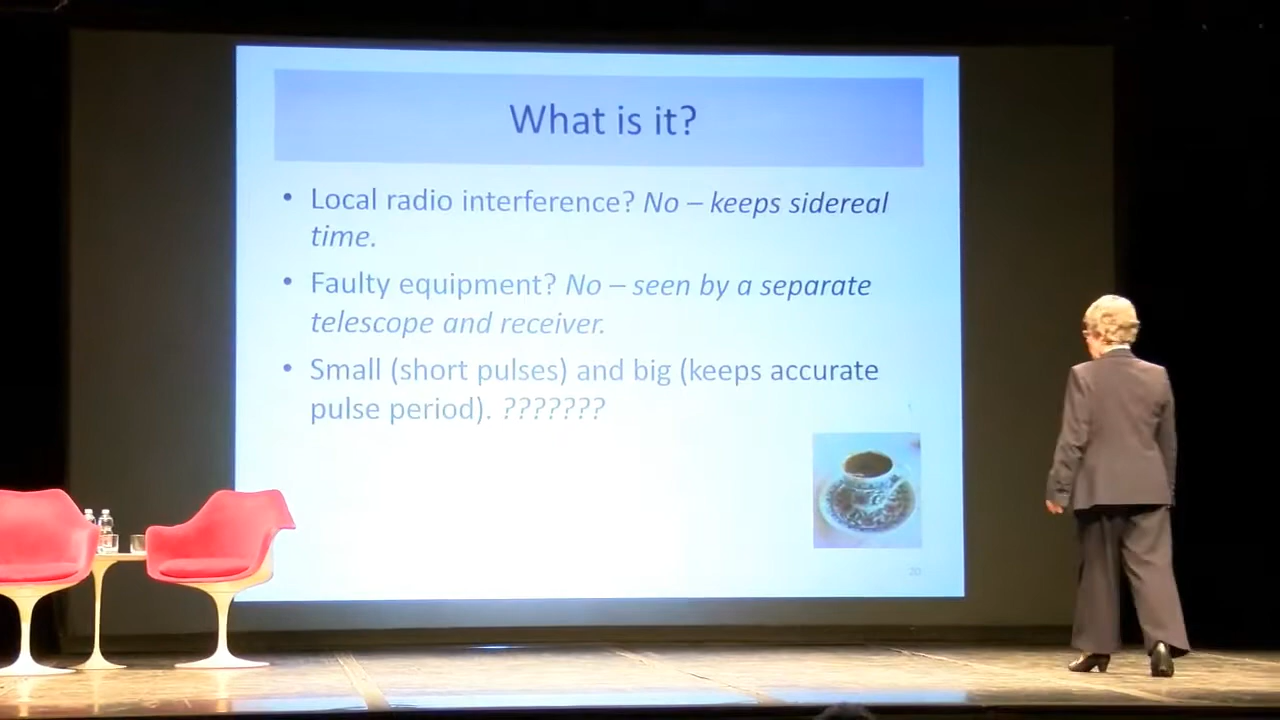 What is it?
• Local radio interference? No – keeps sidereal
time.
• Faulty equipment? No – seen by a separate
telescope and receiver.
• Small (short pulses) and big (keeps accurate
pulse period). ???????
20